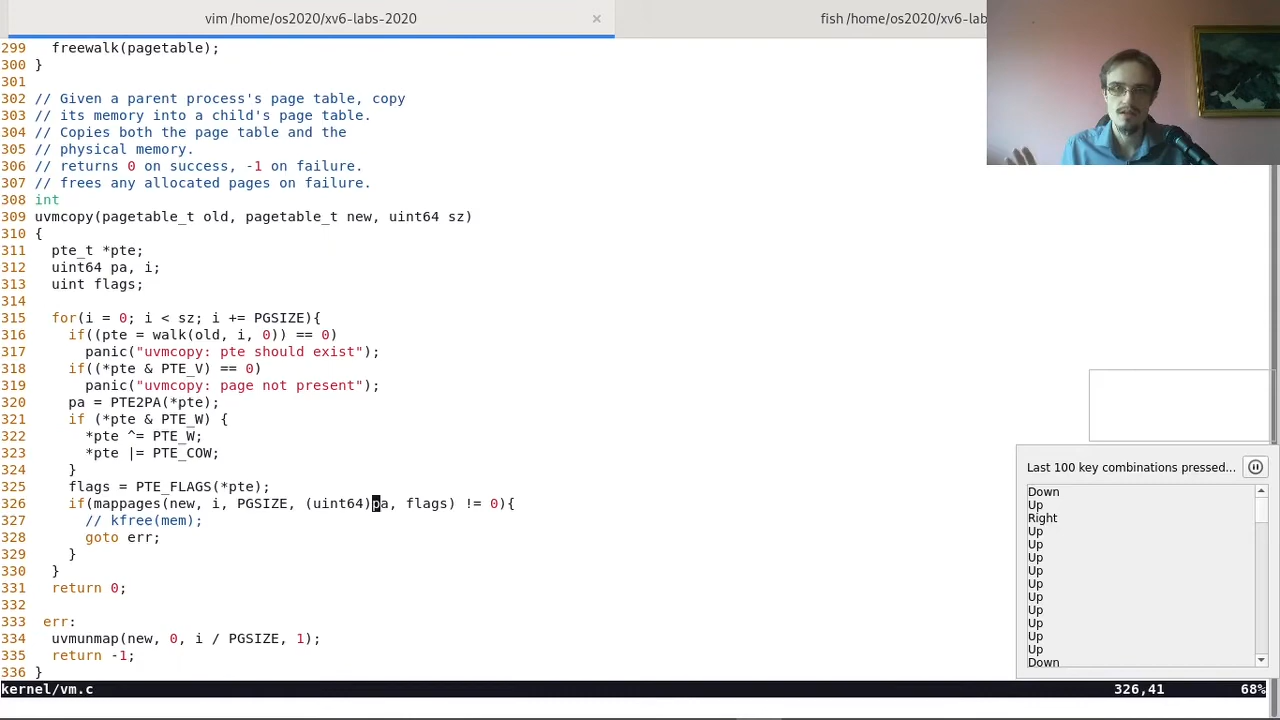 vim /home/os2020/xv6-labs-2020 ×
fish /home/os2020/xv6-lab
299 freewalk(pagetable);
300 }
301
302 // Given a parent process's page table, copy
303 // its memory into a child's page table.
304 // Copies both the page table and the
305 // physical memory.
306 // returns 0 on success, -1 on failure.
307 // frees any allocated pages on failure.
308 int
309 uvmcopy(pagetable_t old, pagetable_t new, uint64 sz)
310 {
311 pte_t *pte;
312 uint64 pa, i;
313 uint flags;
314
315 for(i = 0; i < sz; i += PGSIZE){
316 if((pte = walk(old, i, 0)) == 0)
317 panic("uvmcopy: pte should exist");
318 if((*pte & PTE_V) == 0)
319 panic("uvmcopy: page not present");
320 pa = PTE2PA(*pte);
321 if (*pte & PTE_W) {
322 *pte ^= PTE_W;
323 *pte |= PTE_COW;
324 }
325 flags = PTE_FLAGS(*pte);
326 if(mappages(new, i, PGSIZE, (uint64)pa, flags) != 0){
327 // kfree(mem);
328 goto err;
329 }
330 }
331 return 0;
332
333 err:
334 uvmunmap(new, 0, i / PGSIZE, 1);
335 return -1;
336 }
kernel/vm.c 326,41 68%
Last 100 key combinations pressed...
Down
Up
Right
Up
Up
Up
Up
Up
Up
Up
Up
Up
Up
Down